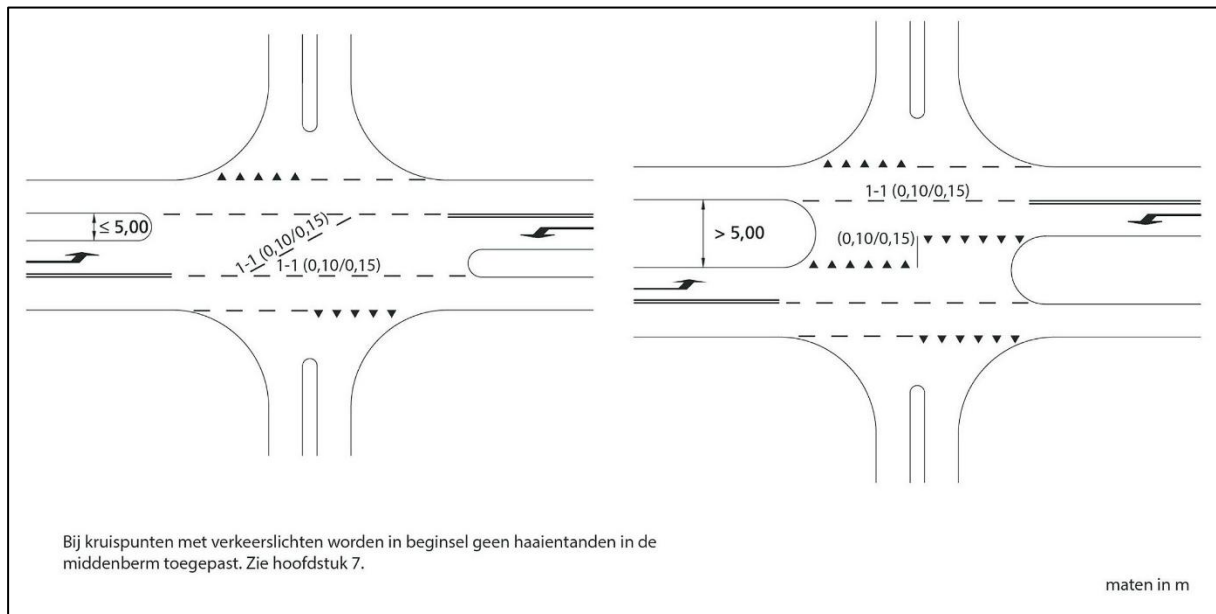 ≤ 5,00
1-1 (0,10/0,15)
1-1 (0,10/0,15)
1-1 (0,10/0,15)
> 5,00
(0,10/0,15)
Bij kruispunten met verkeerslichten worden in beginsel geen haaientanden in de
middenberm toegepast. Zie hoofdstuk 7.
maten in m